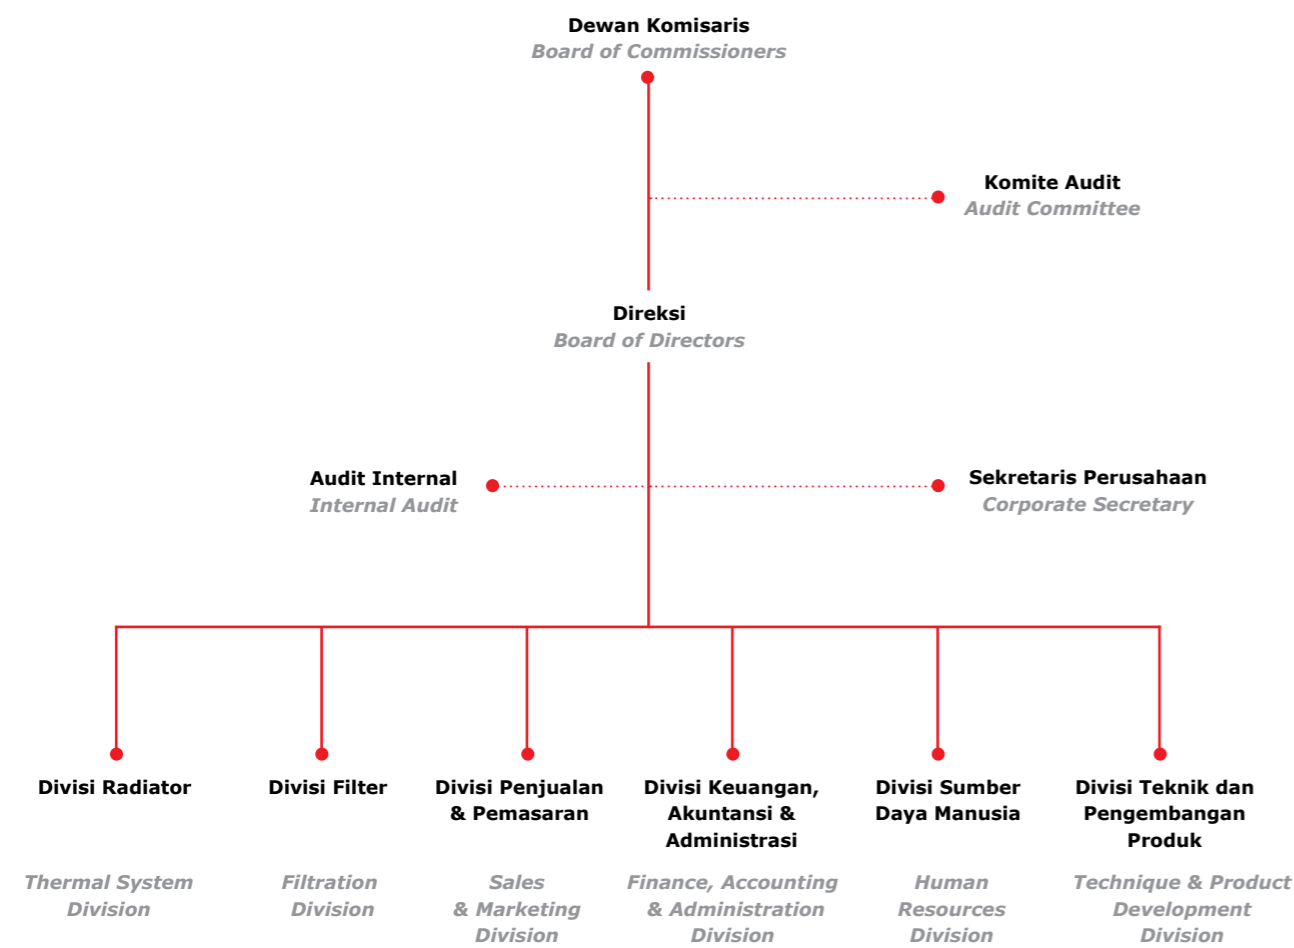 Dewan Komisaris
Board of Commissioners
Komite Audit
Audit Committee
Direksi
Board of Directors
Audit Internal
Internal Audit
Sekretaris Perusahaan
Corporate Secretary
Divisi Radiator
Thermal System
Division
Divisi Filter
Filtration
Division
Divisi Penjualan
& Pemasaran
Sales
& Marketing
Division
Divisi Keuangan,
Akuntansi &
Administrasi
Finance, Accounting
& Administration
Division
Divisi Sumber
Daya Manusia
Human
Resources
Division
Divisi Teknik dan
Pengembangan
Produk
Technique & Product
Development
Division